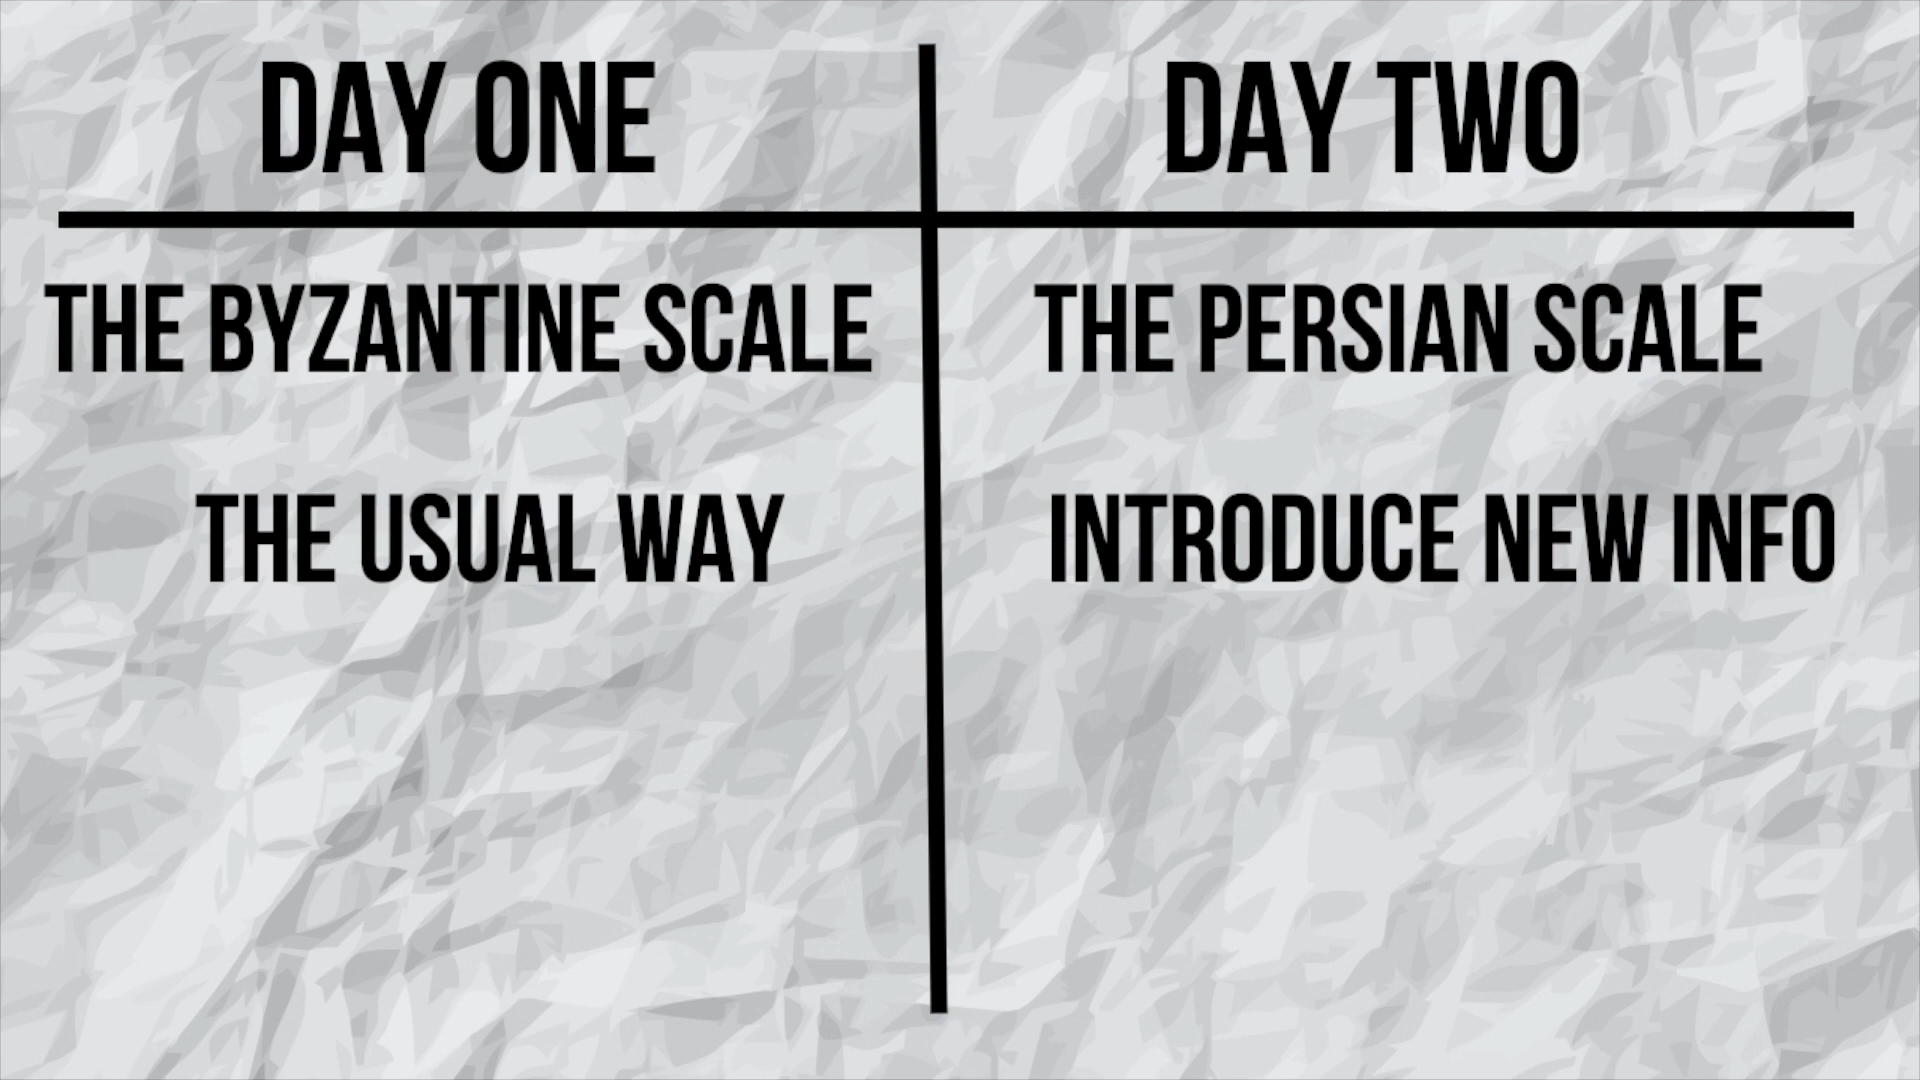 DAY ONE
DAY TWO
THE BYZANTINE SCALE
THE PERSIAN SCALE
THE USUAL WAY
INTRODUCE NEW INFO